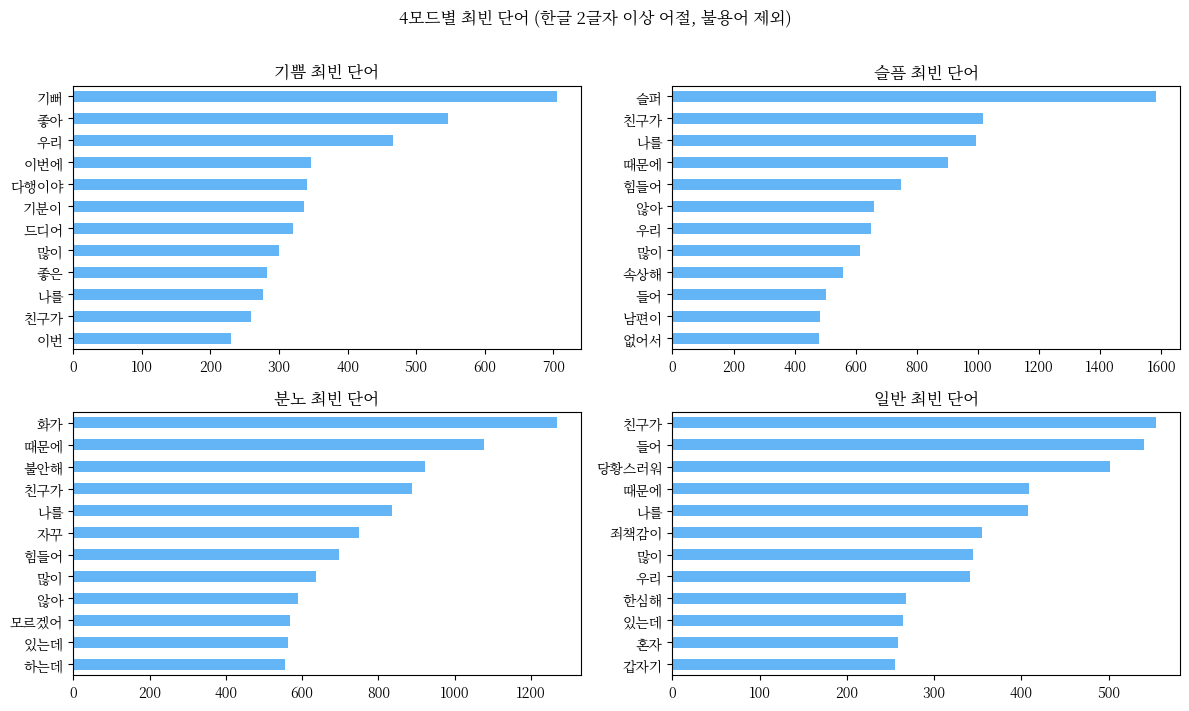 4모드별 최빈 단어 (한글 2글자 이상 어절, 불용어 제외)
기쁨 최빈 단어
기뻐
좋아
우리
이번에
다행이야
기분이
드디어
많이
좋은
나를
친구가
이번
0 100 200 300 400 500 600 700
슬픔 최빈 단어
슬퍼
친구가
나를
때문에
힘들어
않아
우리
많이
속상해
들어
남편이
없어서
0 200 400 600 800 1000 1200 1400 1600
분노 최빈 단어
화가
때문에
불안해
친구가
나를
자꾸
힘들어
많이
않아
모르겠어
있는데
하는데
0 200 400 600 800 1000 1200
일반 최빈 단어
친구가
들어
당황스러워
때문에
나를
죄책감이
많이
우리
한심해
있는데
혼자
갑자기
0 100 200 300 400 500